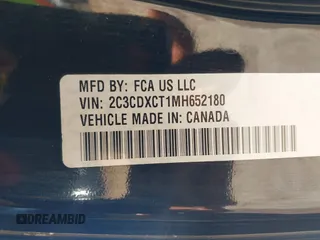 MFD BY: FCA US LLC
VIN: 2C3CDXCT1MH652180
VEHICLE MADE IN: CANADA
DREAMBID